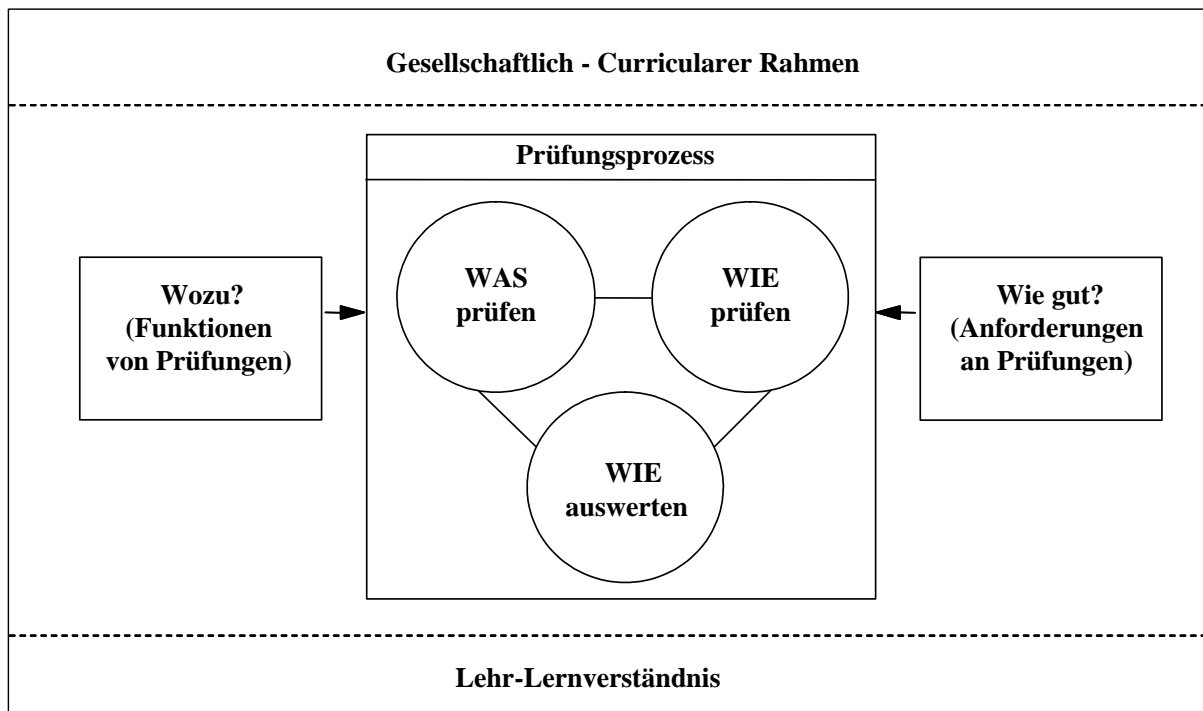 Gesellschaftlich - Curricularer Rahmen
Prüfungsprozess
Wozu?
(Funktionen
von Prüfungen)
WAS
prüfen
WIE
prüfen
WIE
auswerten
Wie gut?
(Anforderungen
an Prüfungen)
Lehr-Lernverständnis